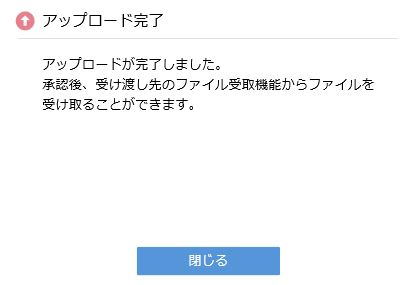 アップロード完了
アップロードが完了しました。
承認後、受け渡し先のファイル受取機能からファイルを
受け取ることができます。
閉じる